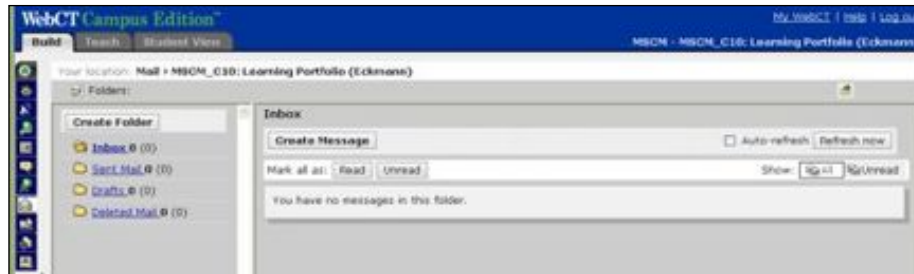 WebCT Campus Edition™
My WebCT | Help | Log ou
Build Teach Student View
MSCM - MSCM_C10: Learning Portfolio (Eckmann)
Your location: Mail › MSCM_C10: Learning Portfolio (Eckmann)
Folders:
Create Folder
Inbox 0 (0)
Sent Mail 0 (0)
Drafts 0 (0)
Deleted Mail 0 (0)
Inbox
Create Message
Auto-refresh Refresh now
Mark all as: Read Unread
Show: All Unread
You have no messages in this folder.